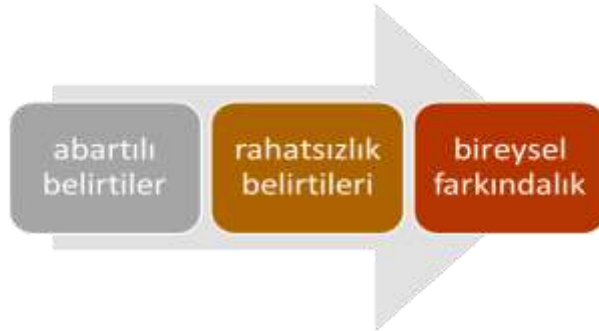 abartılı
belirtiler
rahatsızlık
belirtileri
bireysel
farkındalık